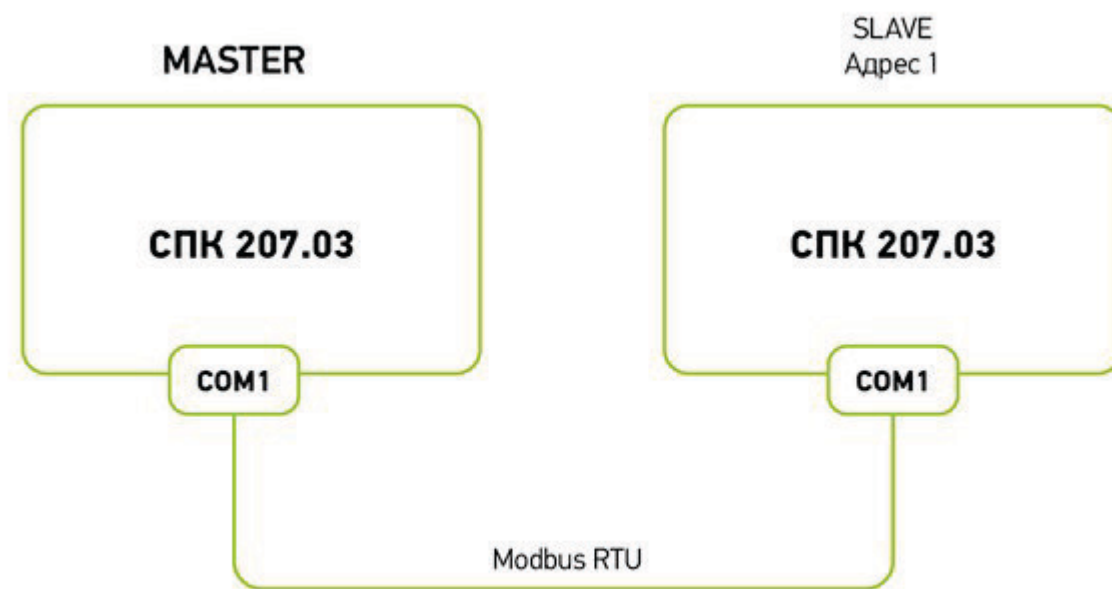 MASTER
SLAVE
Адрес 1
СПК 207.03
СПК 207.03
COM1
COM1
Modbus RTU